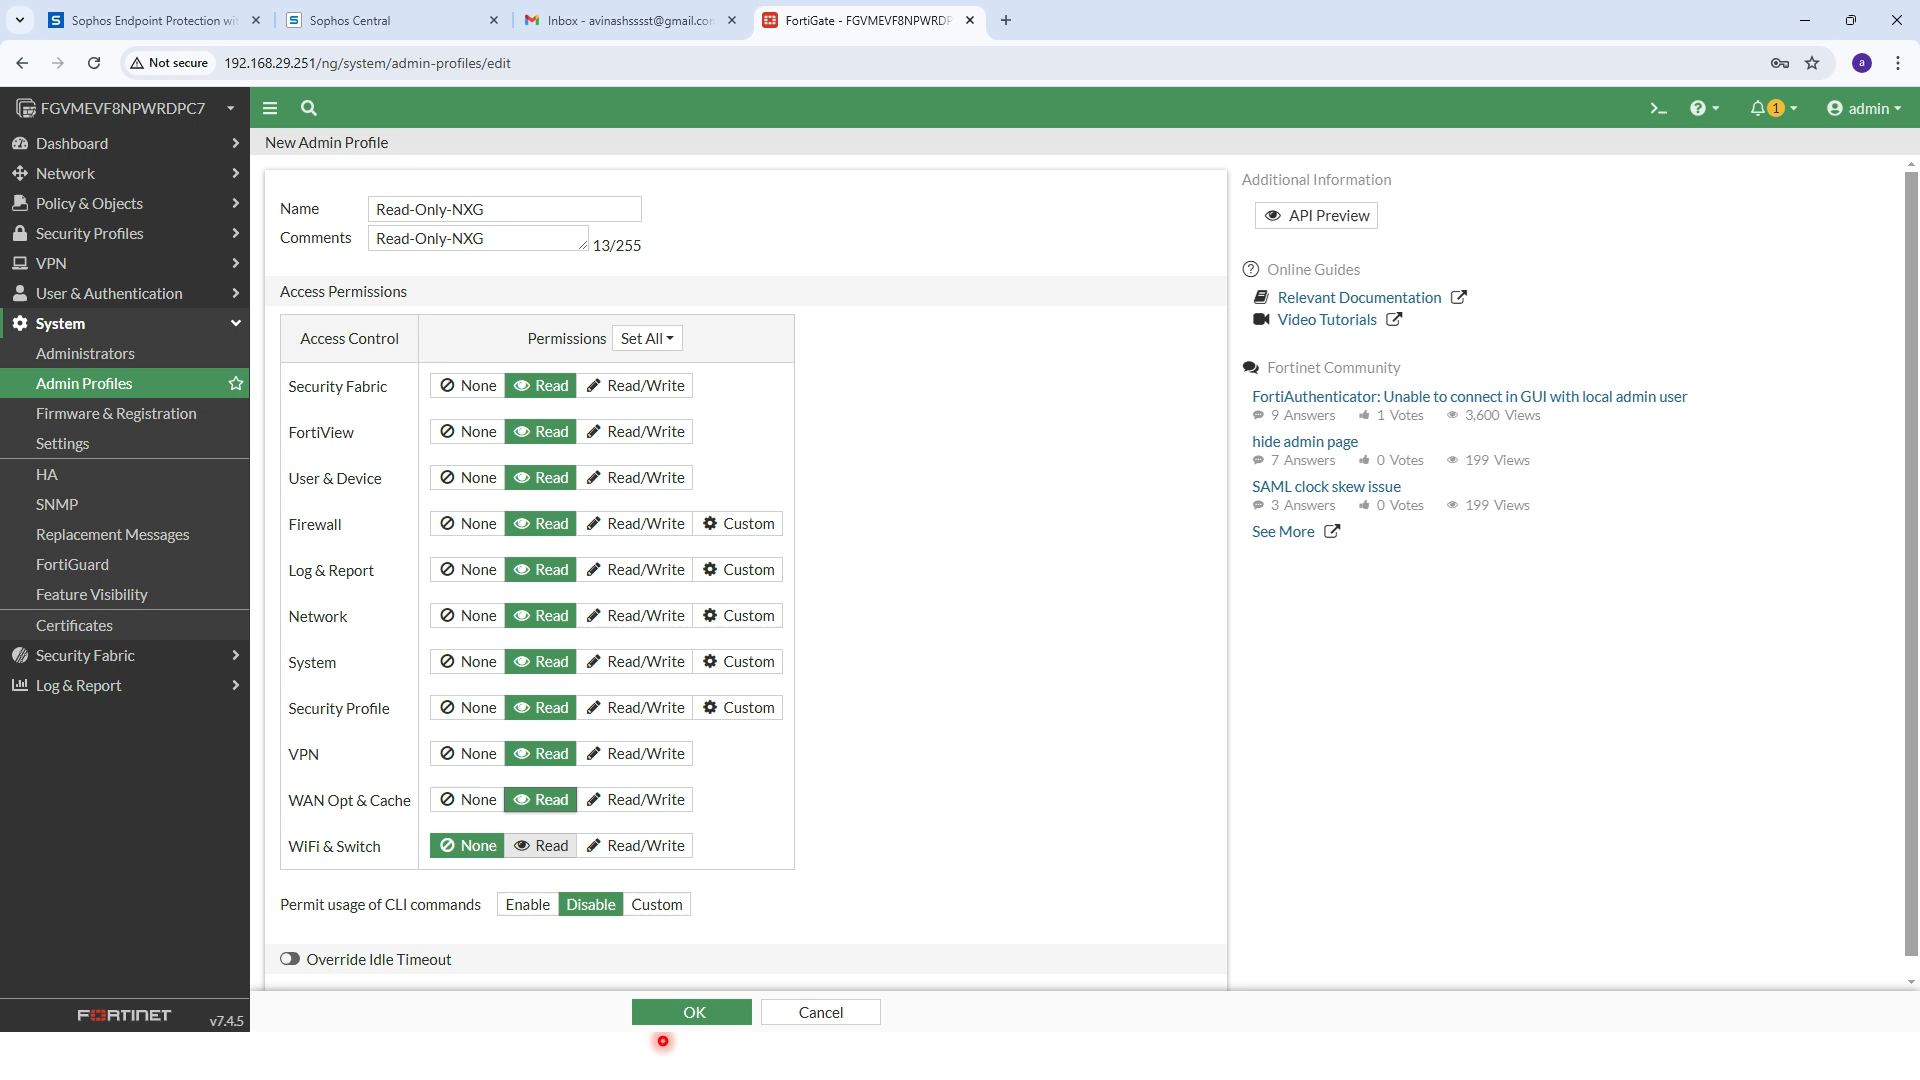 Sophos Endpoint Protection wit
Sophos Central
Inbox - avinashsssst@gmail.con
FortiGate - FGVMEVF8NPWRDP
Not secure
192.168.29.251/ng/system/admin-profiles/edit
a
FGVMEVF8NPWRDPC7
1
admin
Dashboard
Network
Policy & Objects
Security Profiles
VPN
User & Authentication
System
Administrators
Admin Profiles
Firmware & Registration
Settings
HA
SNMP
Replacement Messages
FortiGuard
Feature Visibility
Certificates
Security Fabric
Log & Report
FORTINET
v7.4.5
New Admin Profile
Name Read-Only-NXG
Comments Read-Only-NXG 13/255
Access Permissions
Access Control Permissions Set All
Security Fabric None Read Read/Write
FortiView None Read Read/Write
User & Device None Read Read/Write
Firewall None Read Read/Write Custom
Log & Report None Read Read/Write Custom
Network None Read Read/Write Custom
System None Read Read/Write Custom
Security Profile None Read Read/Write Custom
VPN None Read Read/Write
WAN Opt & Cache None Read Read/Write
WiFi & Switch None Read Read/Write
Permit usage of CLI commands Enable Disable Custom
Override Idle Timeout
OK Cancel
Additional Information
API Preview
Online Guides
Relevant Documentation
Video Tutorials
Fortinet Community
FortiAuthenticator: Unable to connect in GUI with local admin user
9 Answers 1 Votes 3,600 Views
hide admin page
7 Answers 0 Votes 199 Views
SAML clock skew issue
3 Answers 0 Votes 199 Views
See More